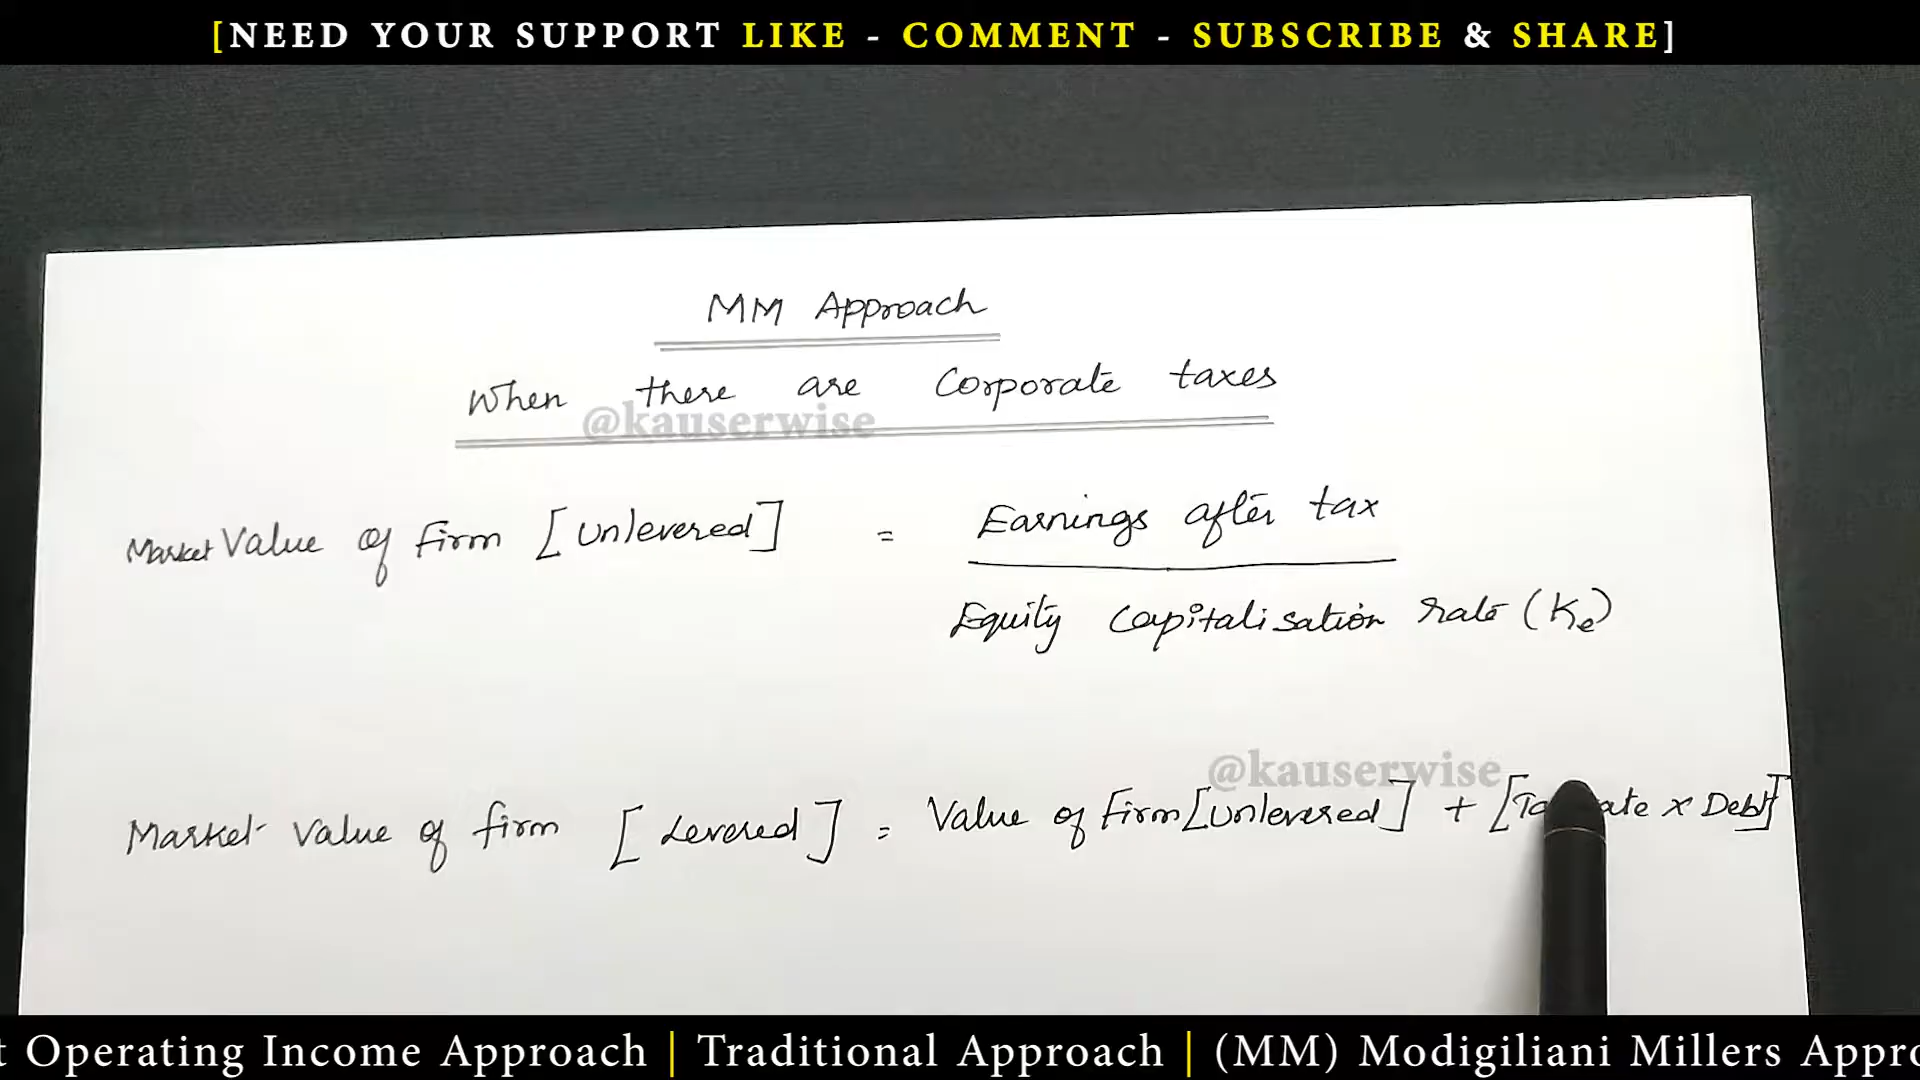 [NEED YOUR SUPPORT LIKE - COMMENT - SUBSCRIBE & SHARE]
MM Approach
When there are Corporate taxes
@kauserwise
Market Value of Firm [Unlevered] = Earnings after tax
Equity Capitalisation rate (Ke)
@kauserwise
Market Value of firm [Levered] = Value of Firm [Unlevered] + [ x Debt]
t Operating Income Approach | Traditional Approach | (MM) Modigiliani Millers Appro